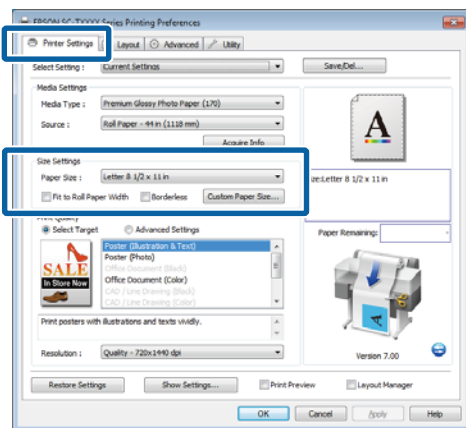 EPSON SC-TXXXX Series Printing Preferences
Printer Settings Layout Advanced Utility
Select Setting : Current Settings Save/Del...
Media Settings
Media Type : Premium Glossy Photo Paper (170)
Source : Roll Paper - 44 in (1118 mm)
Acquire Info
A
Size Settings
Paper Size : Letter 8 1/2 x 11 in
ize:Letter 8 1/2 x 11 in
Fit to Roll Paper Width Borderless Custom Paper Size...
Print Quality
Select Target Advanced Settings
Paper Remaining:
SALE
In Store Now
Poster (Illustration & Text)
Poster (Photo)
Office Document (Black)
Office Document (Color)
CAD / Line Drawing (Black)
CAD / Line Drawing (Color)
Print posters with illustrations and texts vividly.
Resolution : Quality - 720x1440 dpi
Version 7.00
Restore Settings Show Settings... Print Preview Layout Manager
OK Cancel Apply Help